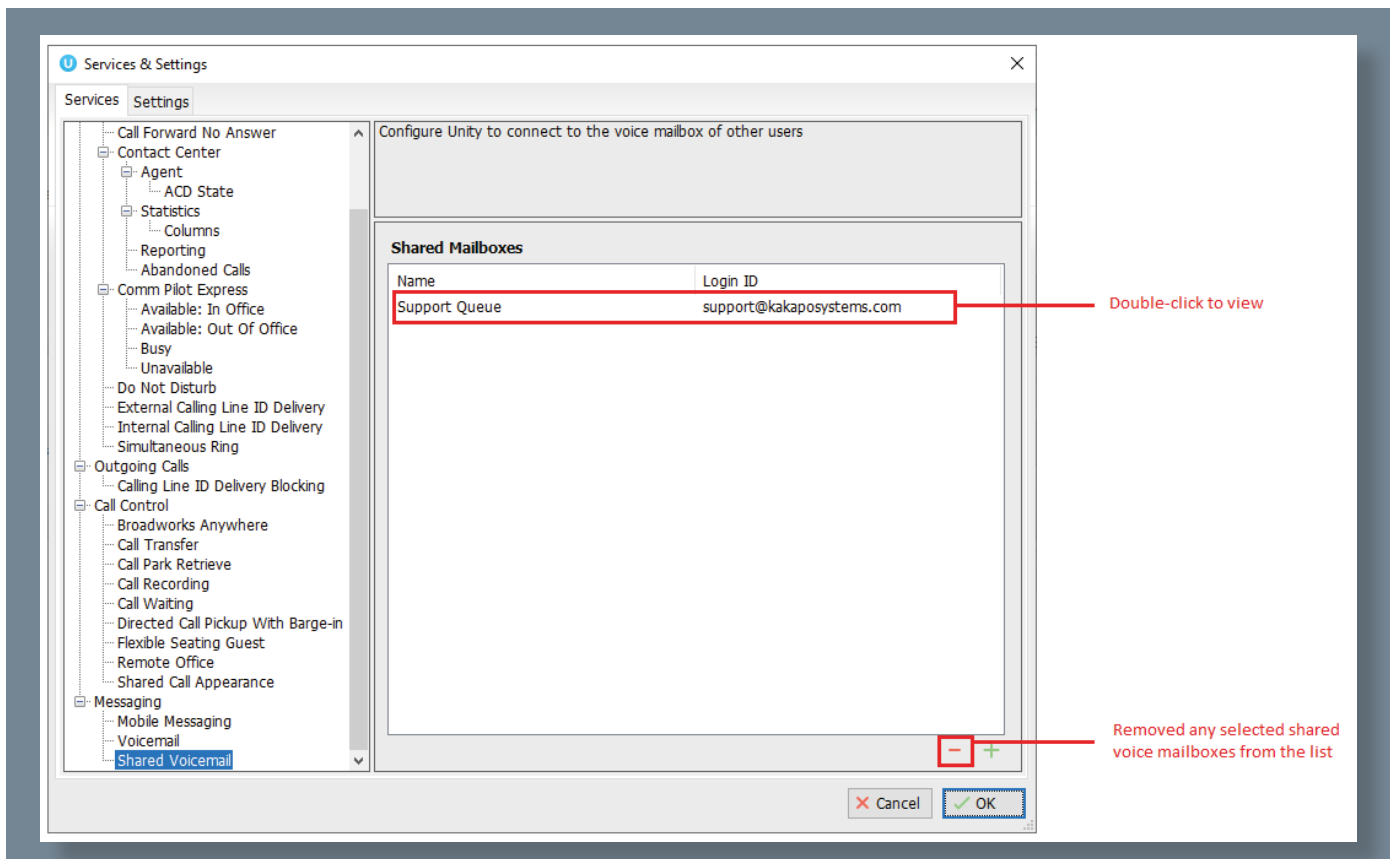 Services & Settings
Services
Settings
Call Forward No Answer
Contact Center
Agent
ACD State
Statistics
Columns
Reporting
Abandoned Calls
Comm Pilot Express
Available: In Office
Available: Out Of Office
Busy
Unavailable
Do Not Disturb
External Calling Line ID Delivery
Internal Calling Line ID Delivery
Simultaneous Ring
Outgoing Calls
Calling Line ID Delivery Blocking
Call Control
Broadworks Anywhere
Call Transfer
Call Park Retrieve
Call Recording
Call Waiting
Directed Call Pickup With Barge-in
Flexible Seating Guest
Remote Office
Shared Call Appearance
Messaging
Mobile Messaging
Voicemail
Shared Voicemail
Configure Unity to connect to the voice mailbox of other users
Shared Mailboxes
Name Login ID
Support Queue support@kakaposystems.com
Double-click to view
Removed any selected shared
voice mailboxes from the list
Cancel
OK